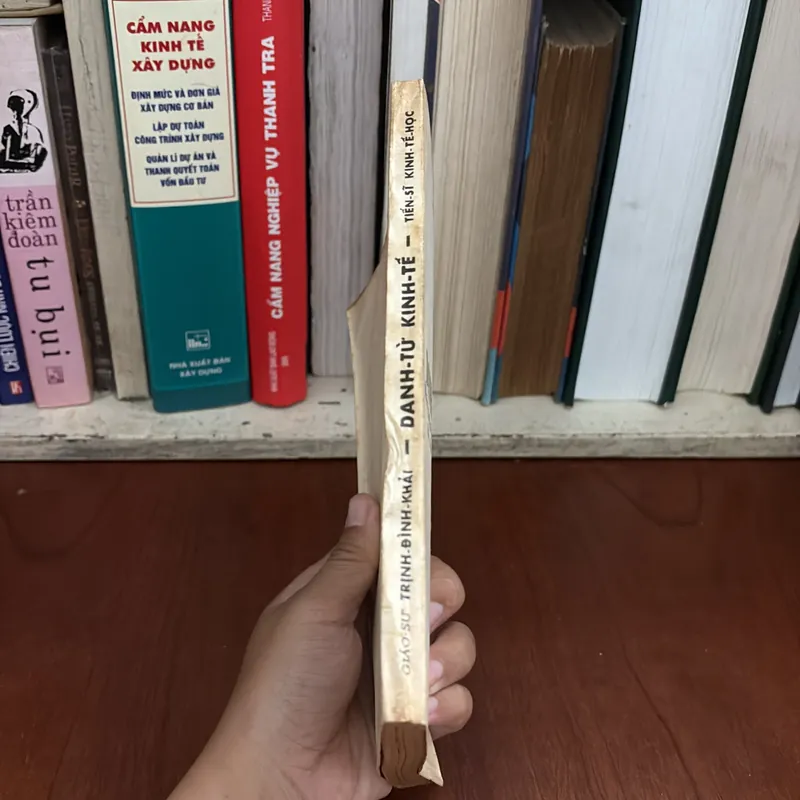 trần
kiêm
đoàn
tu bụi
CẨM NANG
KINH TẾ
XÂY DỰNG
ĐỊNH MỨC VÀ ĐƠN GIÁ
XÂY DỰNG CƠ BẢN
LẬP DỰ TOÁN
CÔNG TRÌNH XÂY DỰNG
QUẢN LÍ DỰ ÁN VÀ
THANH QUYẾT TOÁN
VỐN ĐẦU TƯ
NHÀ XUẤT BẢN
XÂY DỰNG
CẨM NANG NGHIỆP VỤ THANH TRA
GIÁO-SƯ TRỊNH-ĐÌNH-KHẢI — DANH-TỪ KINH-TẾ — TIẾN-SĨ KINH-TẾ-HỌC